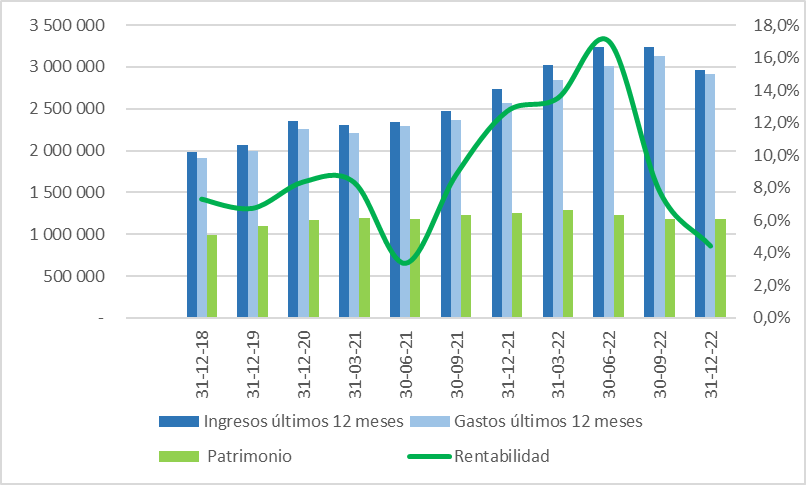 3 500 000
3 000 000
2 500 000
2 000 000
1 500 000
1 000 000
500 000
-
18,0%
16,0%
14,0%
12,0%
10,0%
8,0%
6,0%
4,0%
2,0%
0,0%
31-12-18
31-12-19
31-12-20
31-03-21
30-06-21
30-09-21
31-12-21
31-03-22
30-06-22
30-09-22
31-12-22
Ingresos últimos 12 meses
Gastos últimos 12 meses
Patrimonio
Rentabilidad